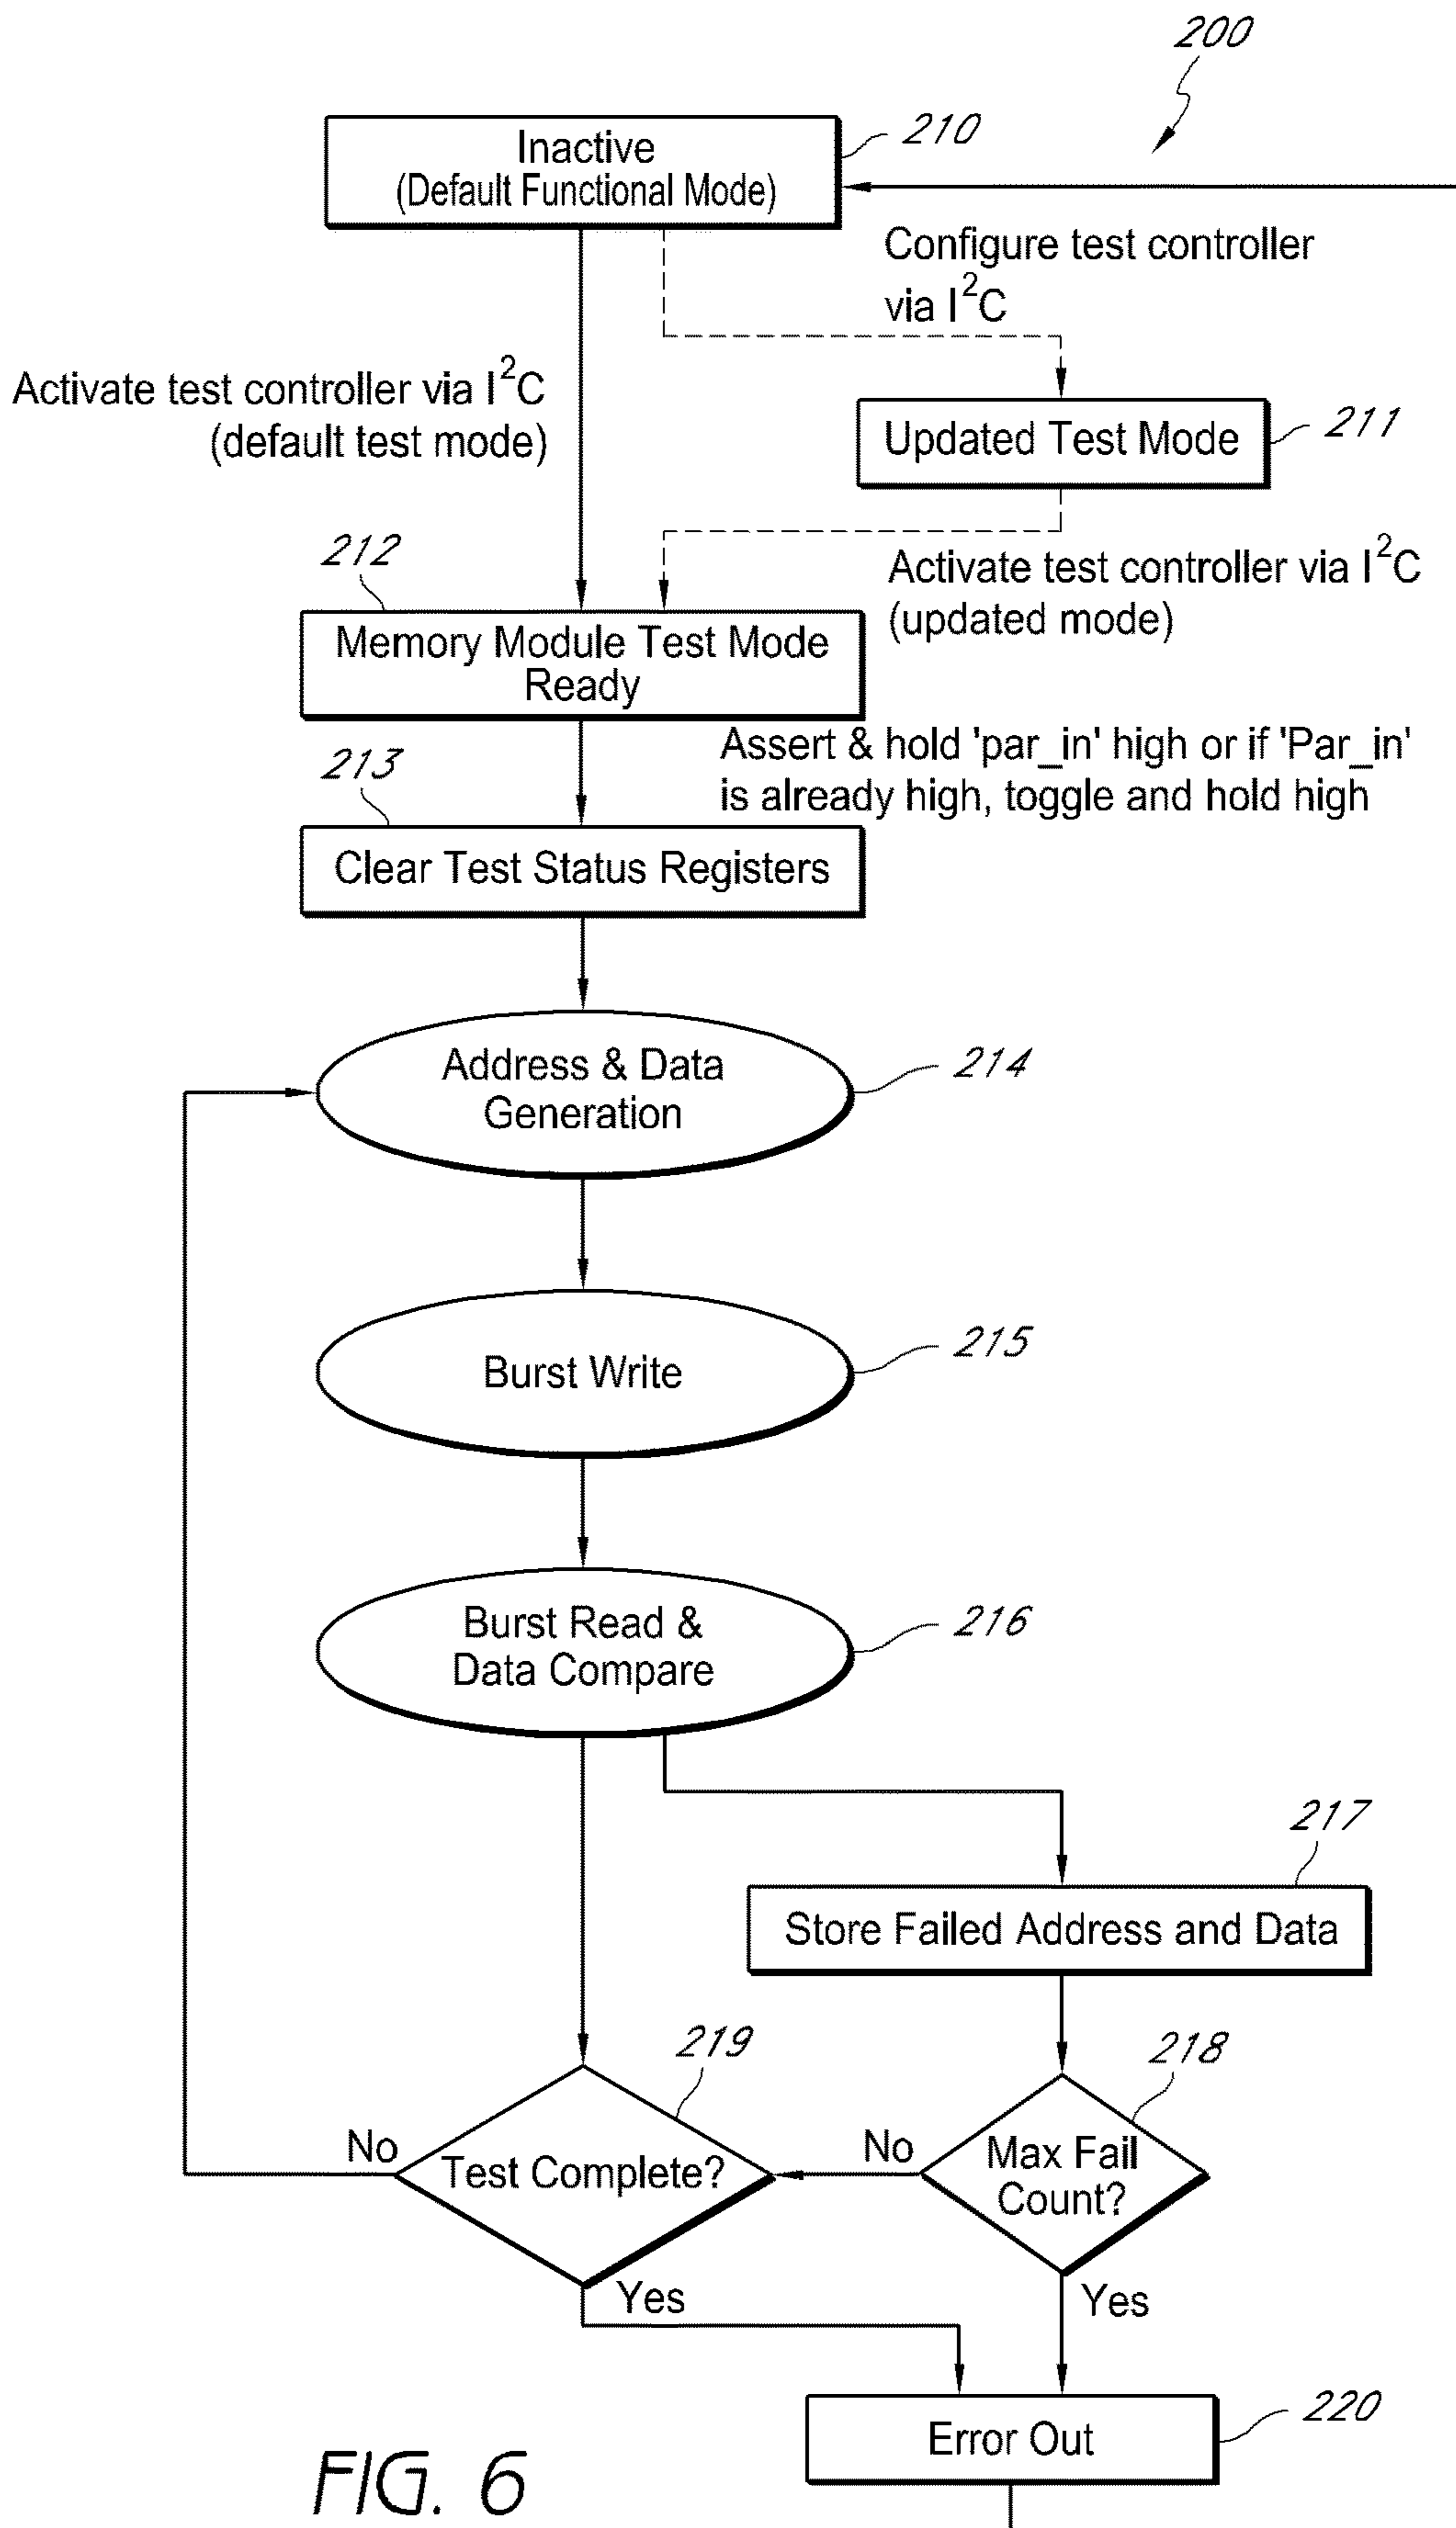 200
Inactive
(Default Functional Mode)
210
Configure test controller
via I²C
Activate test controller via I²C
(default test mode)
Updated Test Mode
211
212
Activate test controller via I²C
(updated mode)
Memory Module Test Mode
Ready
213
Assert & hold 'par_in' high or if 'Par_in'
is already high, toggle and hold high
Clear Test Status Registers
Address & Data
Generation
214
Burst Write
215
Burst Read &
Data Compare
216
217
Store Failed Address and Data
219
218
No
Test Complete?
No
Max Fail
Count?
Yes
Yes
Error Out
220
FIG. 6